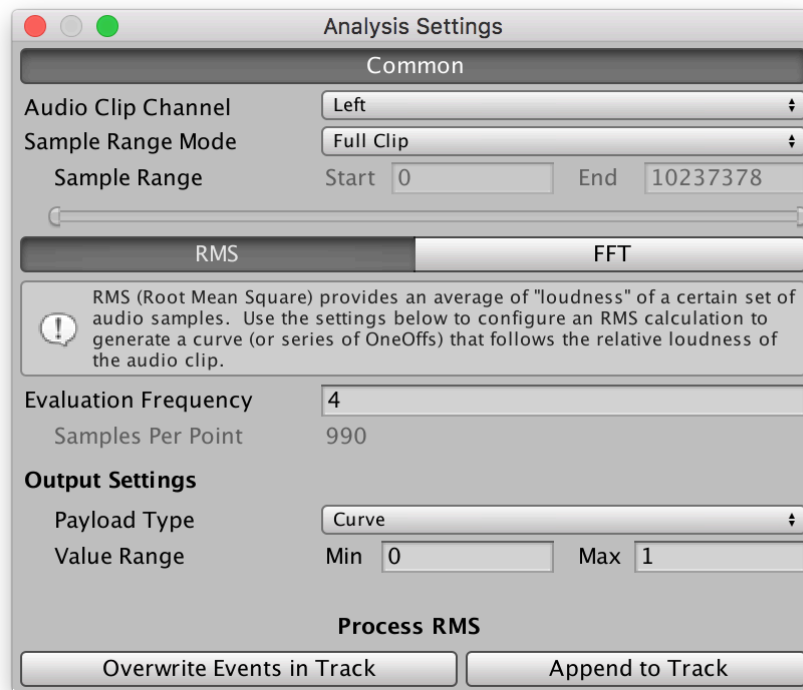 Analysis Settings
Common
Audio Clip Channel Left
Sample Range Mode Full Clip
Sample Range Start 0 End 10237378
RMS FFT
RMS (Root Mean Square) provides an average of "loudness" of a certain set of
audio samples. Use the settings below to configure an RMS calculation to
generate a curve (or series of OneOffs) that follows the relative loudness of
the audio clip.
Evaluation Frequency 4
Samples Per Point 990
Output Settings
Payload Type Curve
Value Range Min 0 Max 1
Process RMS
Overwrite Events in Track Append to Track